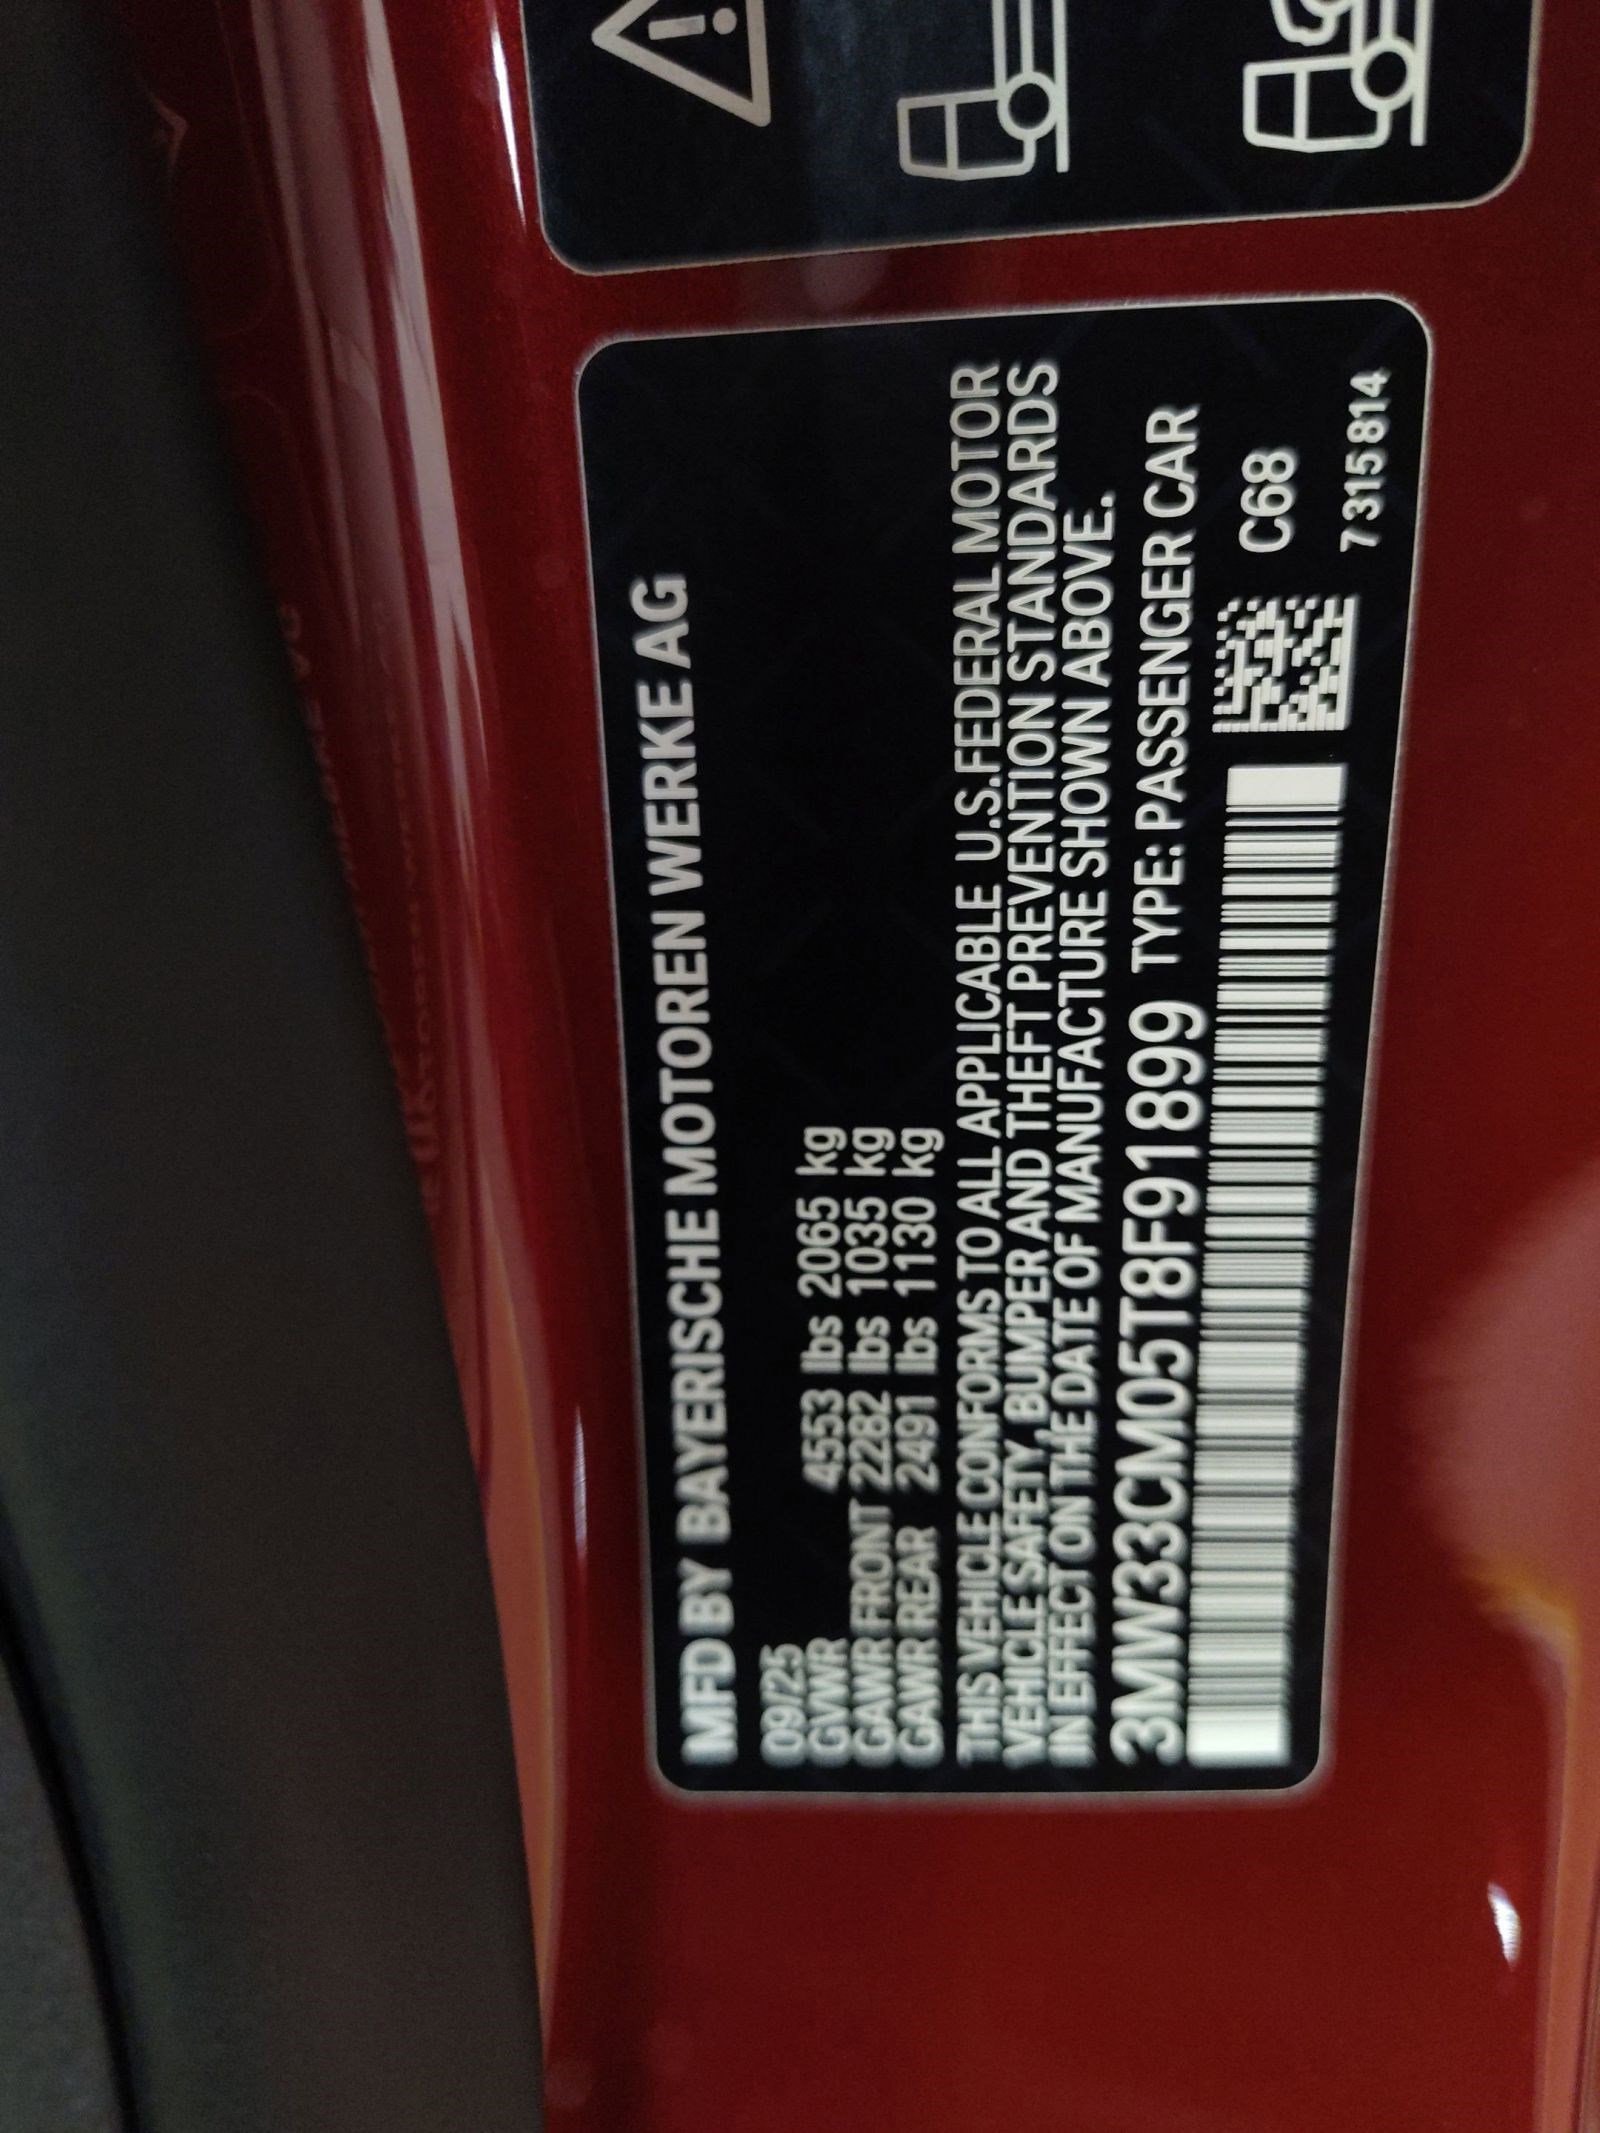 MFD BY BAYERISCHE MOTOREN WERKE AG
09/25
GVWR 4553 lbs 2065 kg
GAWR FRONT 2282 lbs 1035 kg
GAWR REAR 2491 lbs 1130 kg
THIS VEHICLE CONFORMS TO ALL APPLICABLE U.S.FEDERAL MOTOR
VEHICLE SAFETY, BUMPER AND THEFT PREVENTION STANDARDS
IN EFFECT ON THE DATE OF MANUFACTURE SHOWN ABOVE.
3MW33CM05T8F91899 TYPE: PASSENGER CAR
C68
7315814